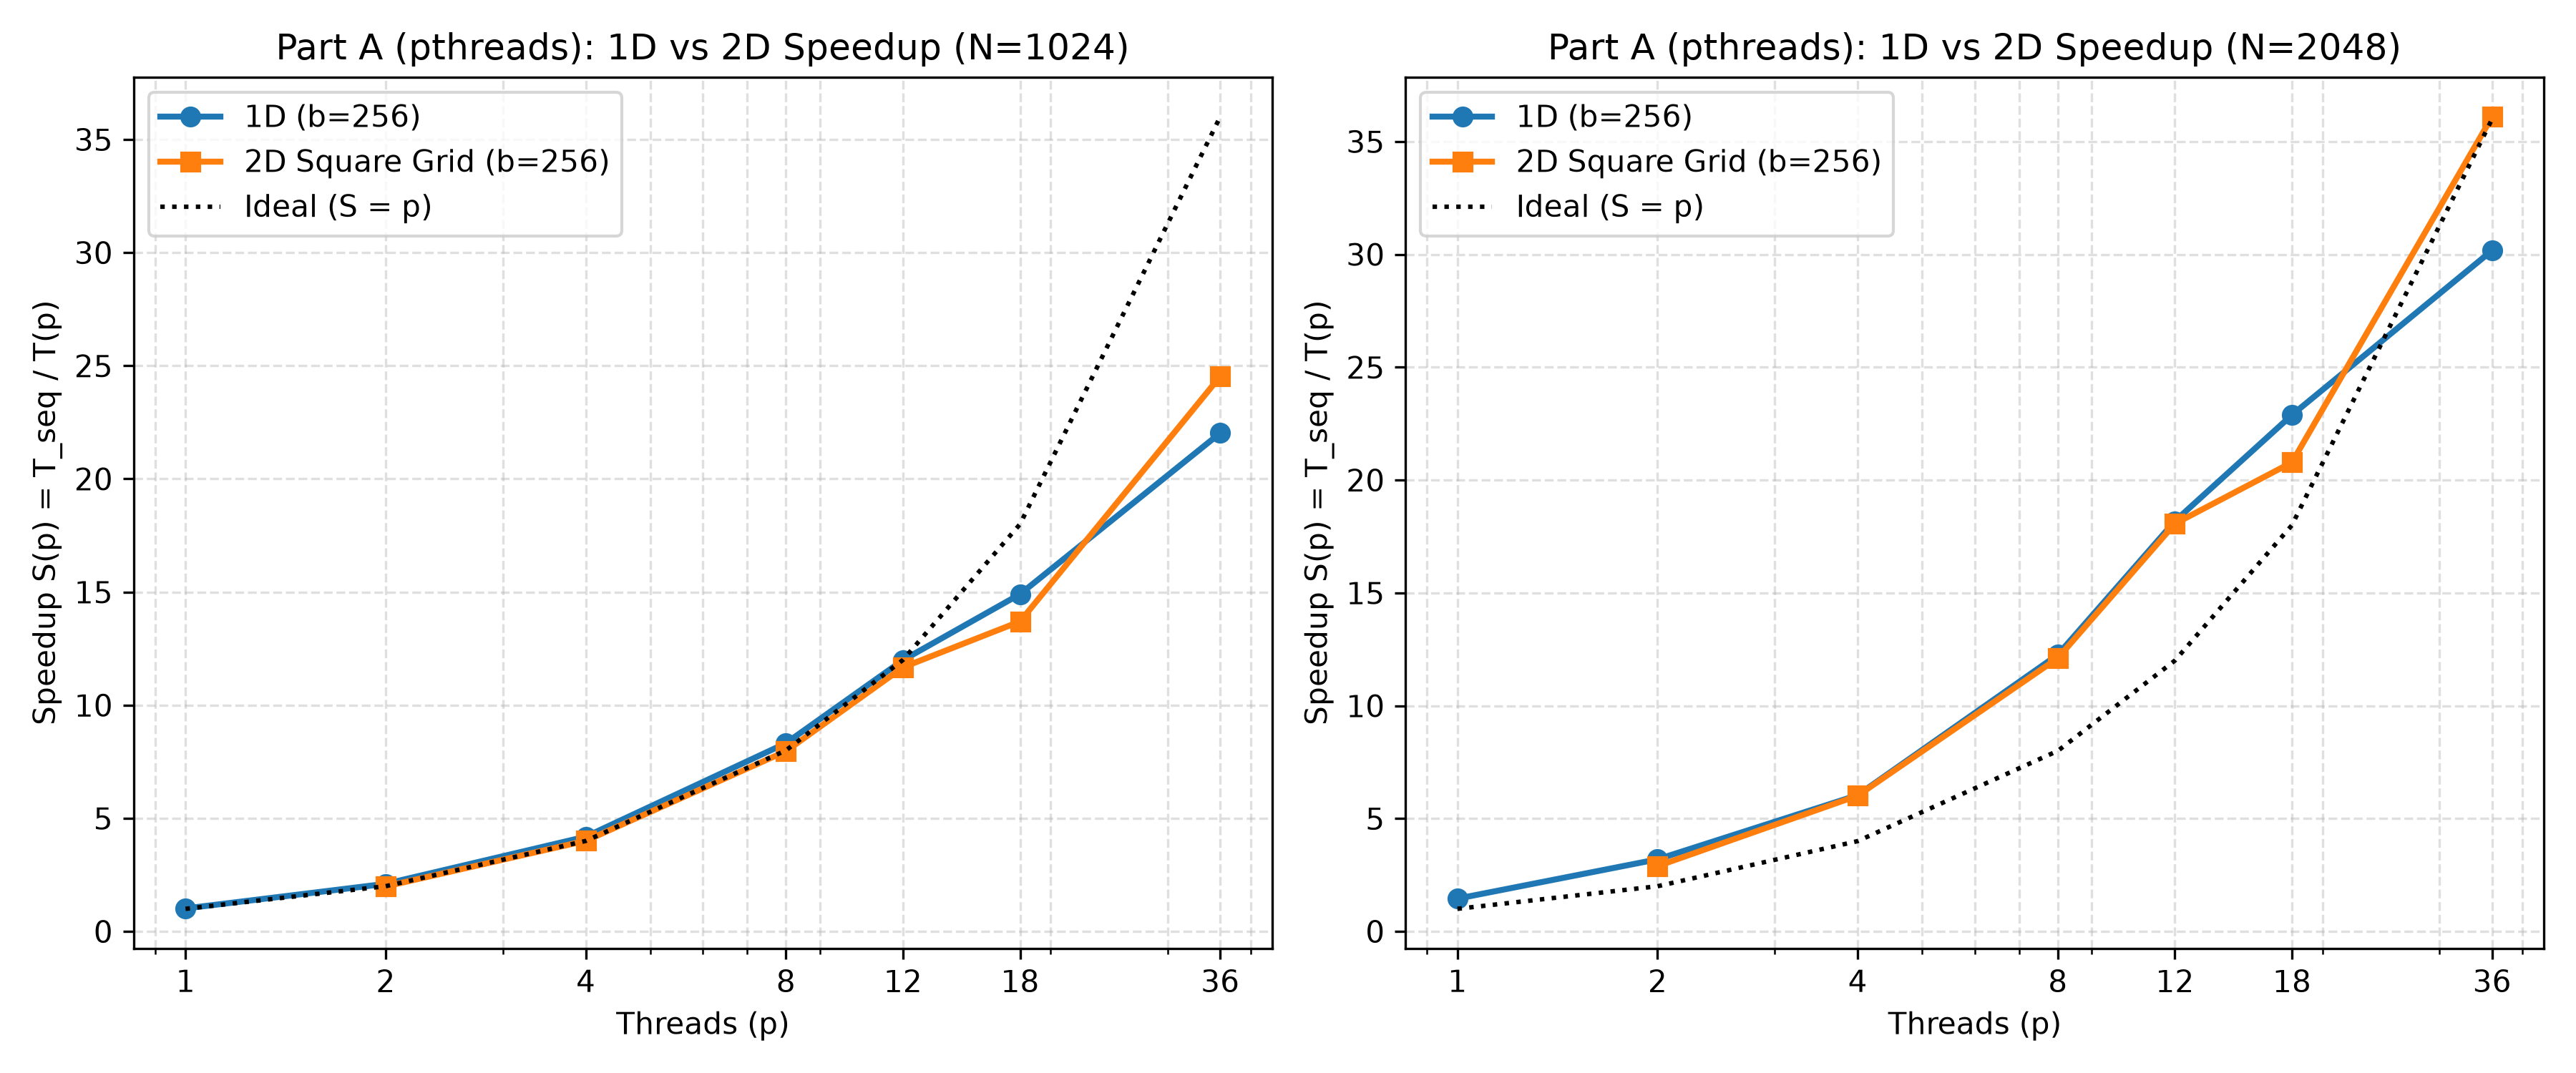 Part A (pthreads): 1D vs 2D Speedup (N=1024)
1D (b=256)
2D Square Grid (b=256)
Ideal (S = p)
Speedup S(p) = T_seq / T(p)
35
30
25
20
15
10
5
0
1 2 4 8 12 18 36
Threads (p)
Part A (pthreads): 1D vs 2D Speedup (N=2048)
1D (b=256)
2D Square Grid (b=256)
Ideal (S = p)
Speedup S(p) = T_seq / T(p)
35
30
25
20
15
10
5
0
1 2 4 8 12 18 36
Threads (p)